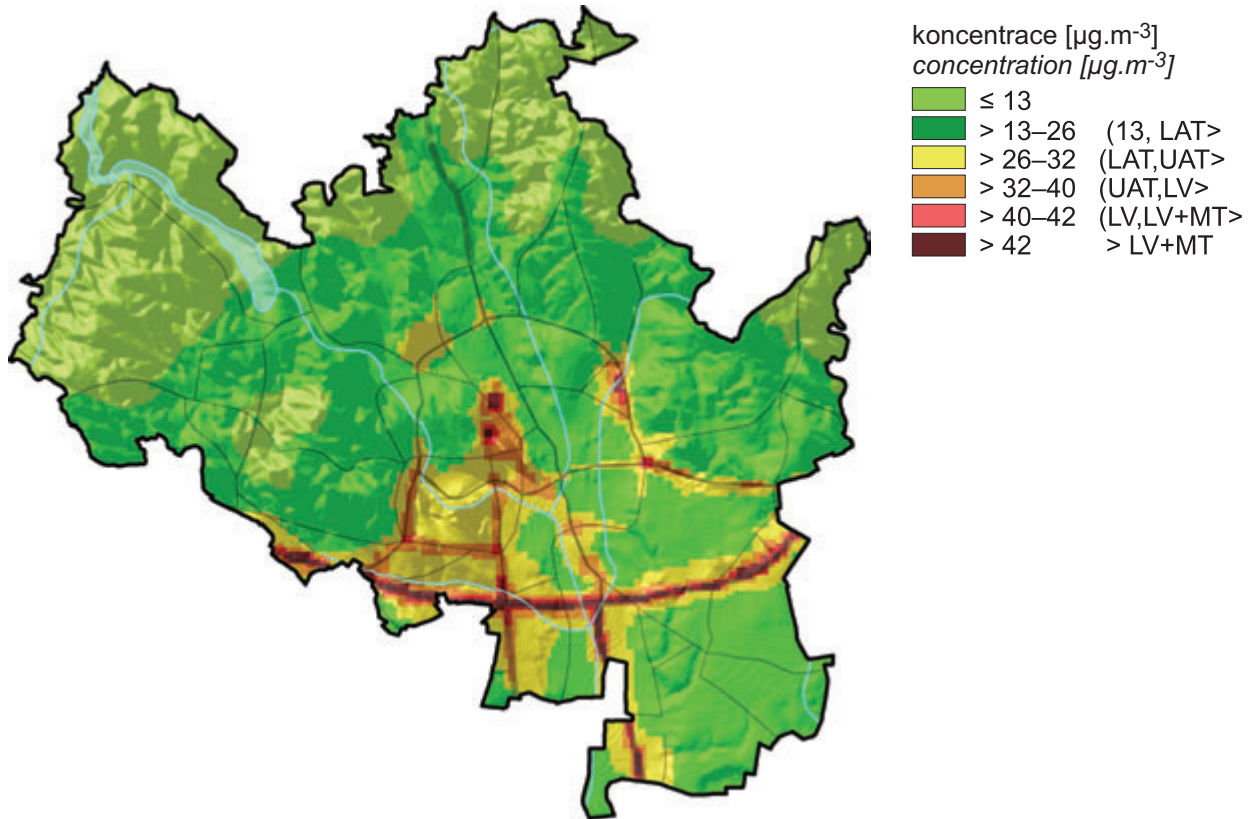 koncentrace [µg.m-3]
concentration [µg.m-3]
≤ 13
> 13–26 (13, LAT>
> 26–32 (LAT,UAT>
> 32–40 (UAT,LV>
> 40–42 (LV,LV+MT>
> 42 > LV+MT